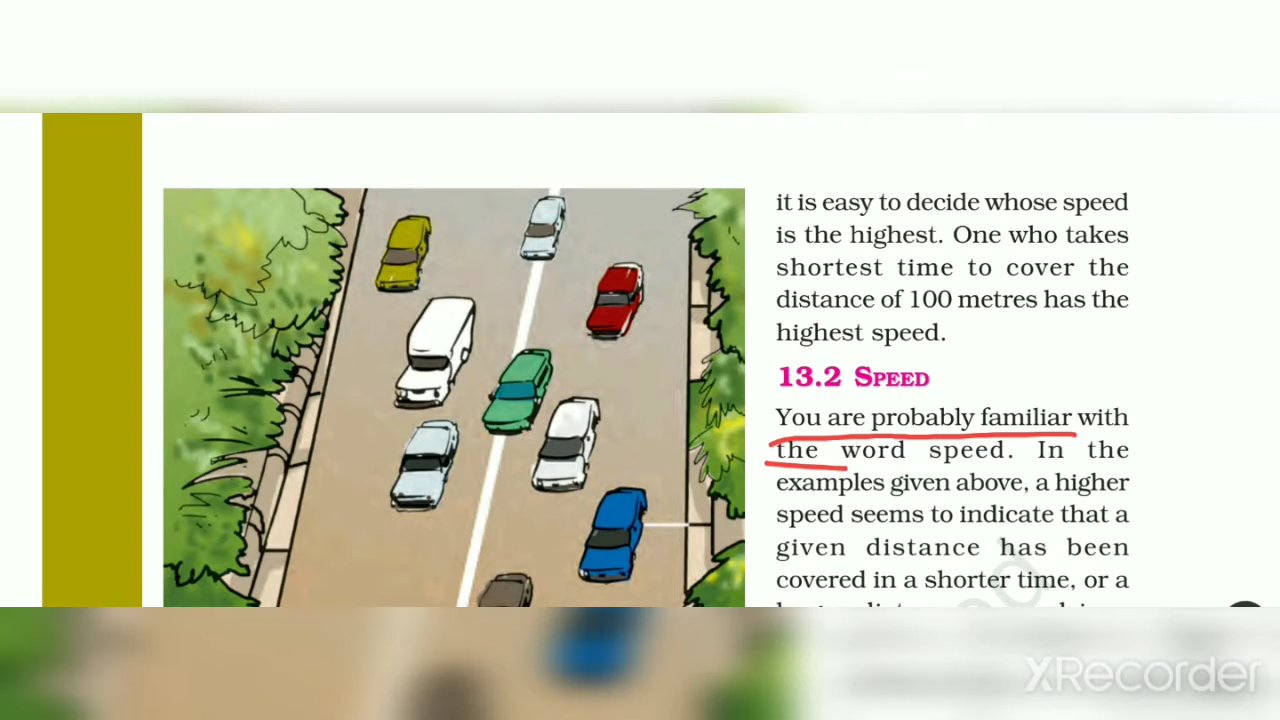 it is easy to decide whose speed
is the highest. One who takes
shortest time to cover the
distance of 100 metres has the
highest speed.
13.2 SPEED
You are probably familiar with
the word speed. In the
examples given above, a higher
speed seems to indicate that a
given distance has been
covered in a shorter time, or a
XRecorder